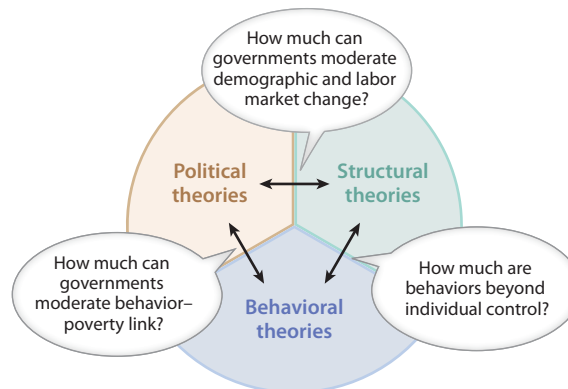 How much can
governments moderate
demographic and labor
market change?
Political
theories
Structural
theories
How much can
governments
moderate behavior–
poverty link?
How much are
behaviors beyond
individual control?
Behavioral
theories